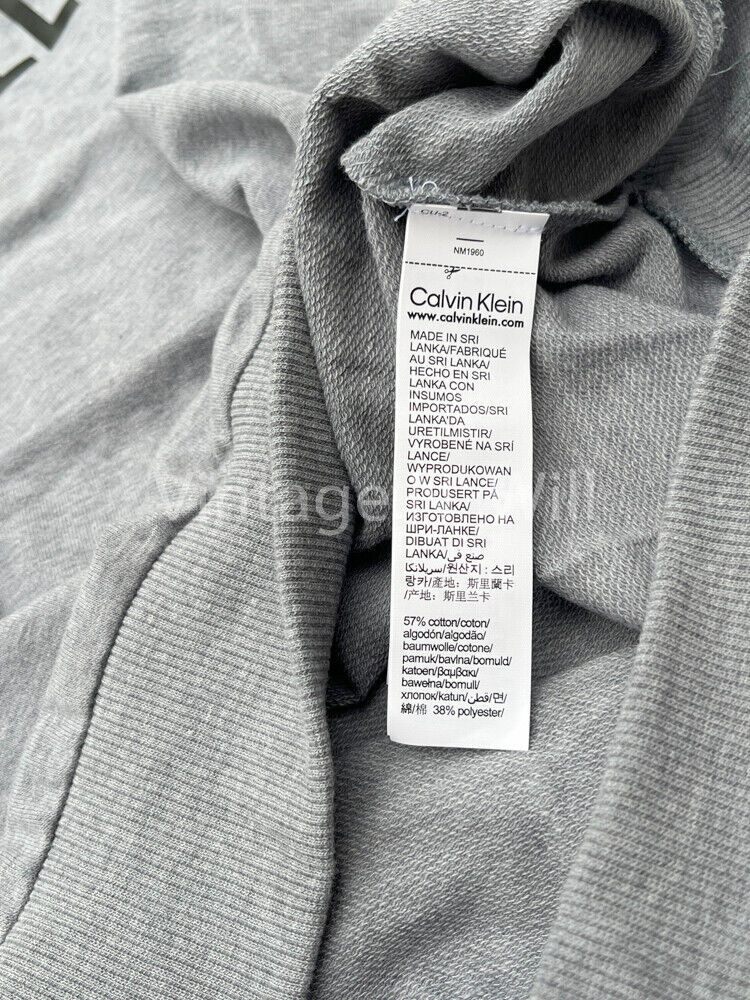 NM1960
Calvin Klein
www.calvinklein.com
MADE IN SRI
LANKA/FABRIQUÉ
AU SRI LANKA/
HECHO EN SRI
LANKA CON
INSUMOS
IMPORTADOS/SRI
LANKA'DA
URETILMISTIR/
VYROBENÉ NA SRÍ
LANCE/
WYPRODUKOWAN
O W SRI LANCE/
PRODUSERT PÅ
SRI LANKA/
ИЗГОТОВЛЕНО НА
ШРИ-ЛАНКЕ/
DIBUAT DI SRI
LANKA/صنع في
سريلانكا/원산지 : 스리
랑카/產地：斯里蘭卡
/产地：斯里兰卡
57% cotton/coton/
algodón/algodão/
baumwolle/cotone/
pamuk/bavlna/bomuld/
katoen/βαμβακι/
bawełna/bomull/
хлопок/katun/قطن/면/
綿/棉 38% polyester/
Vintage Will